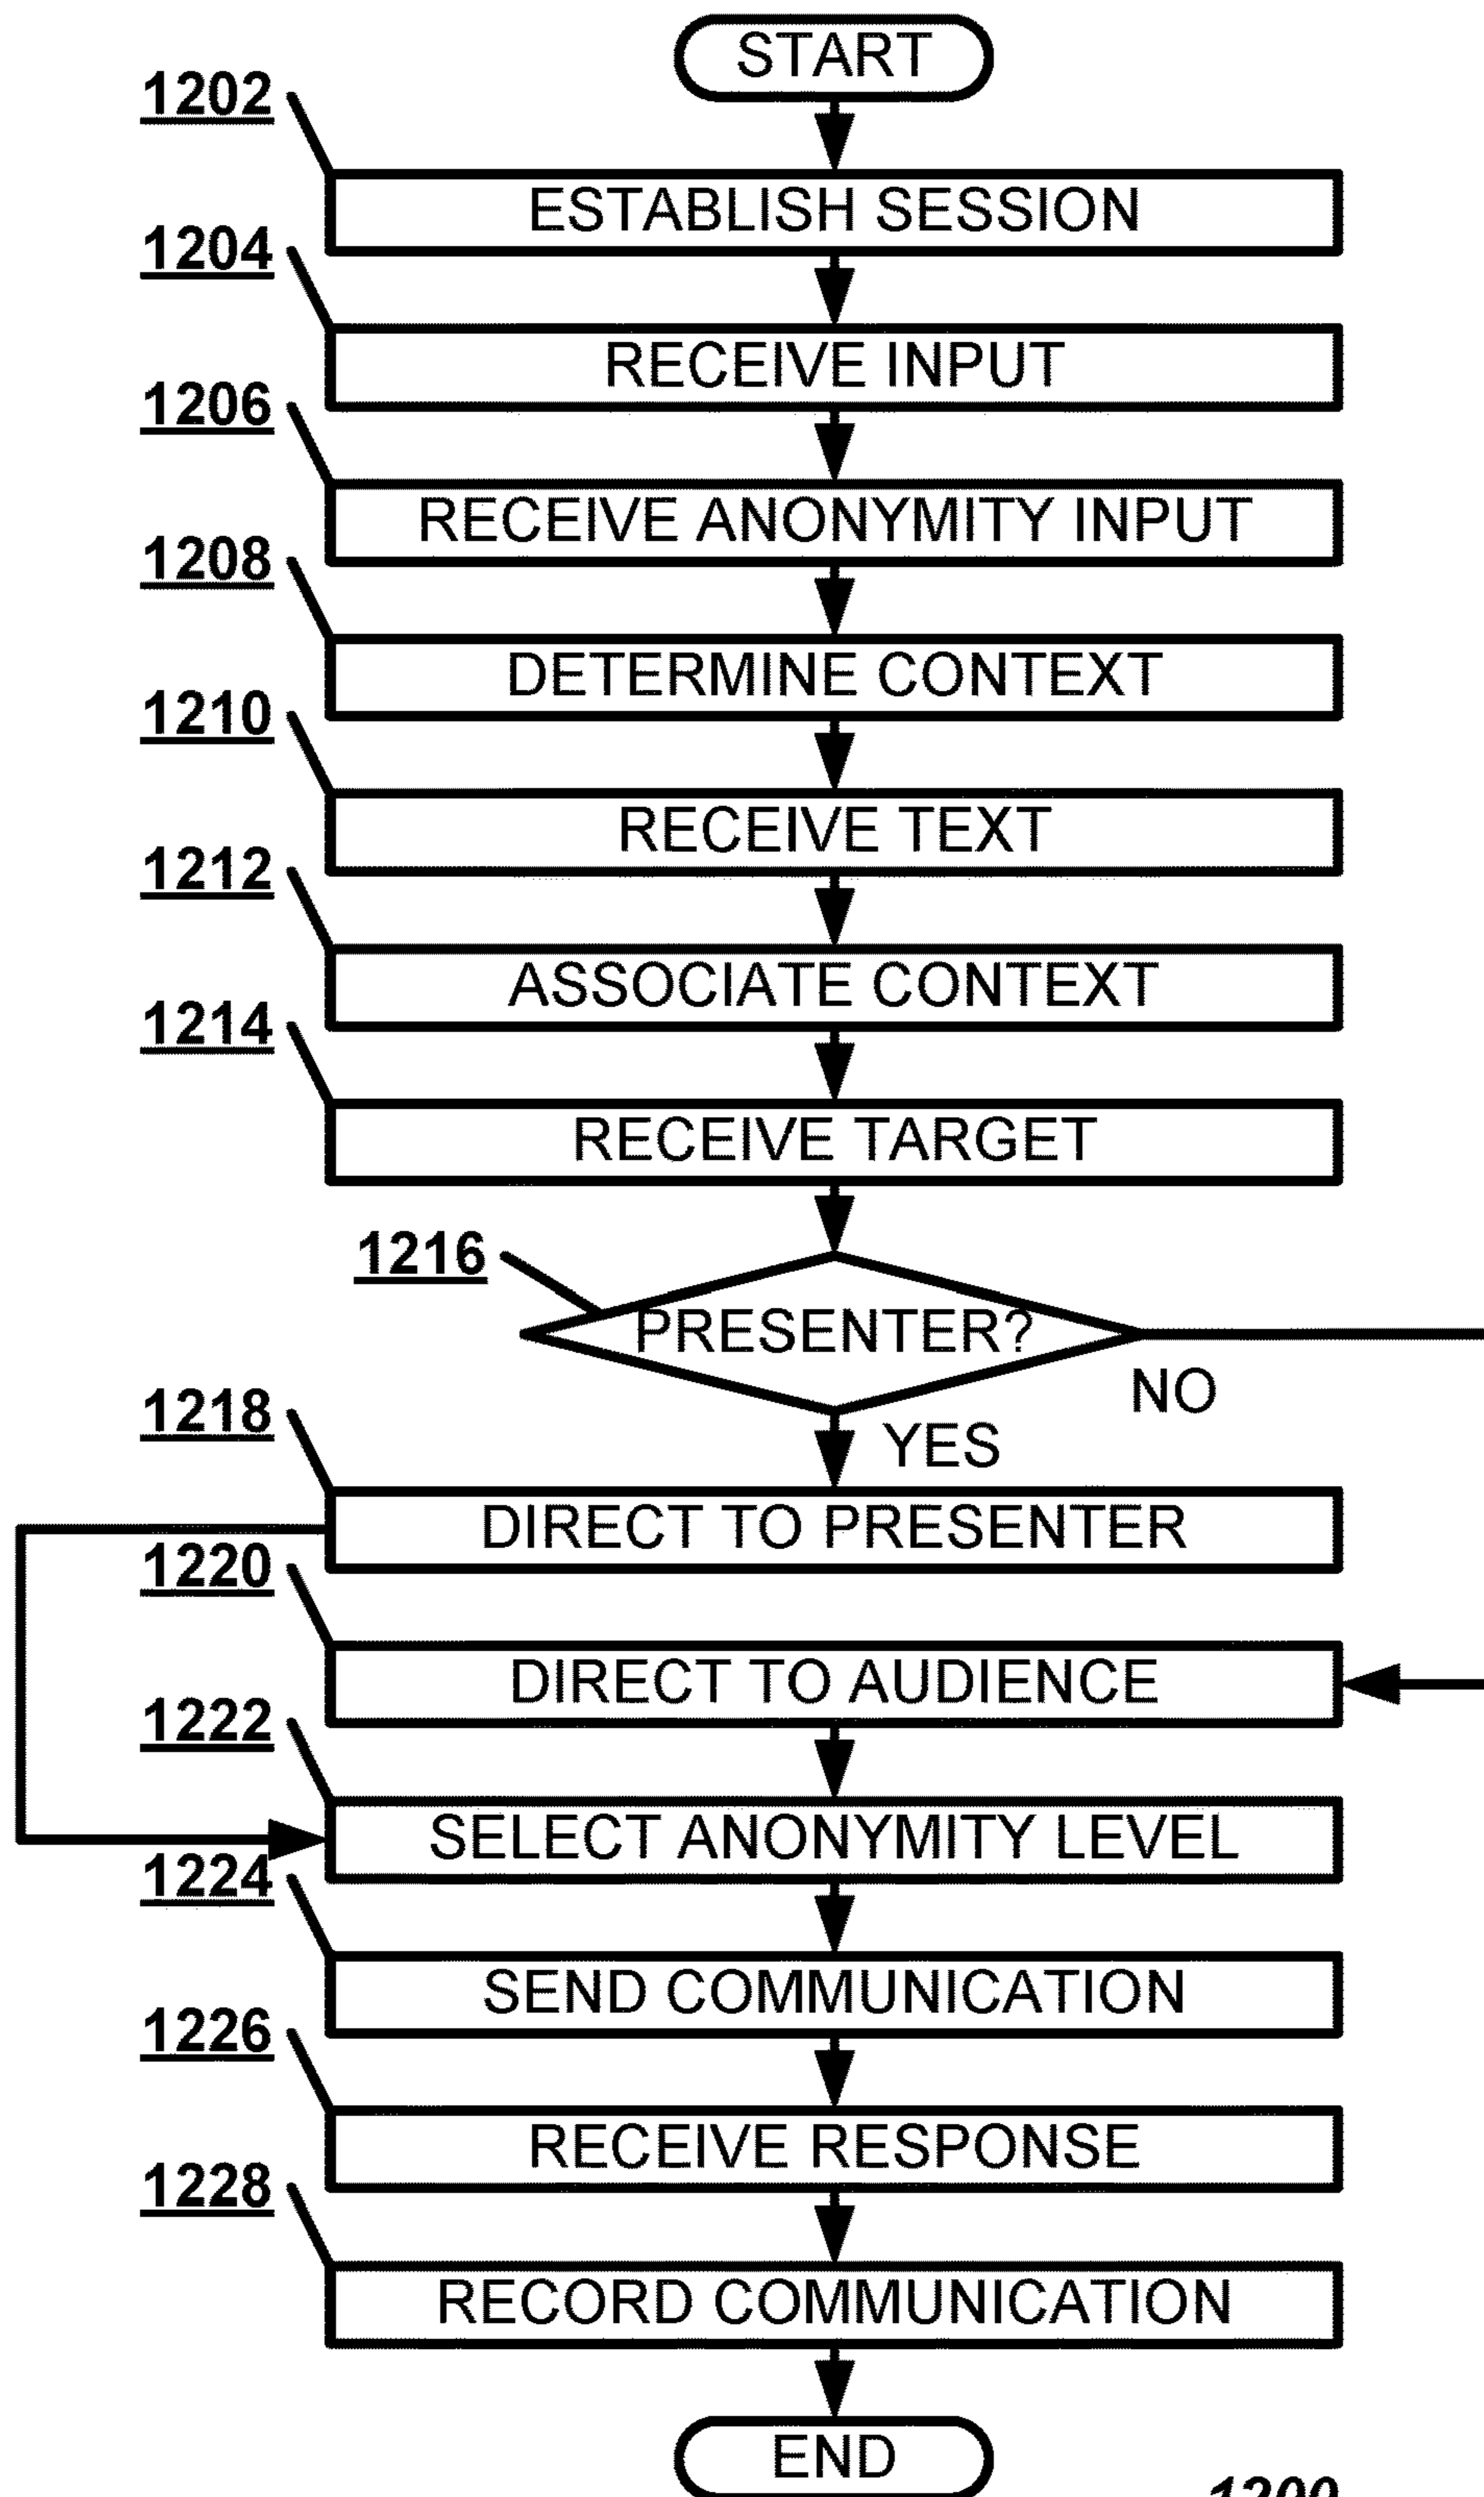 START
1202
ESTABLISH SESSION
1204
RECEIVE INPUT
1206
RECEIVE ANONYMITY INPUT
1208
DETERMINE CONTEXT
1210
RECEIVE TEXT
1212
ASSOCIATE CONTEXT
1214
RECEIVE TARGET
1216
PRESENTER?
NO
YES
1218
DIRECT TO PRESENTER
1220
DIRECT TO AUDIENCE
1222
SELECT ANONYMITY LEVEL
1224
SEND COMMUNICATION
1226
RECEIVE RESPONSE
1228
RECORD COMMUNICATION
END
1200